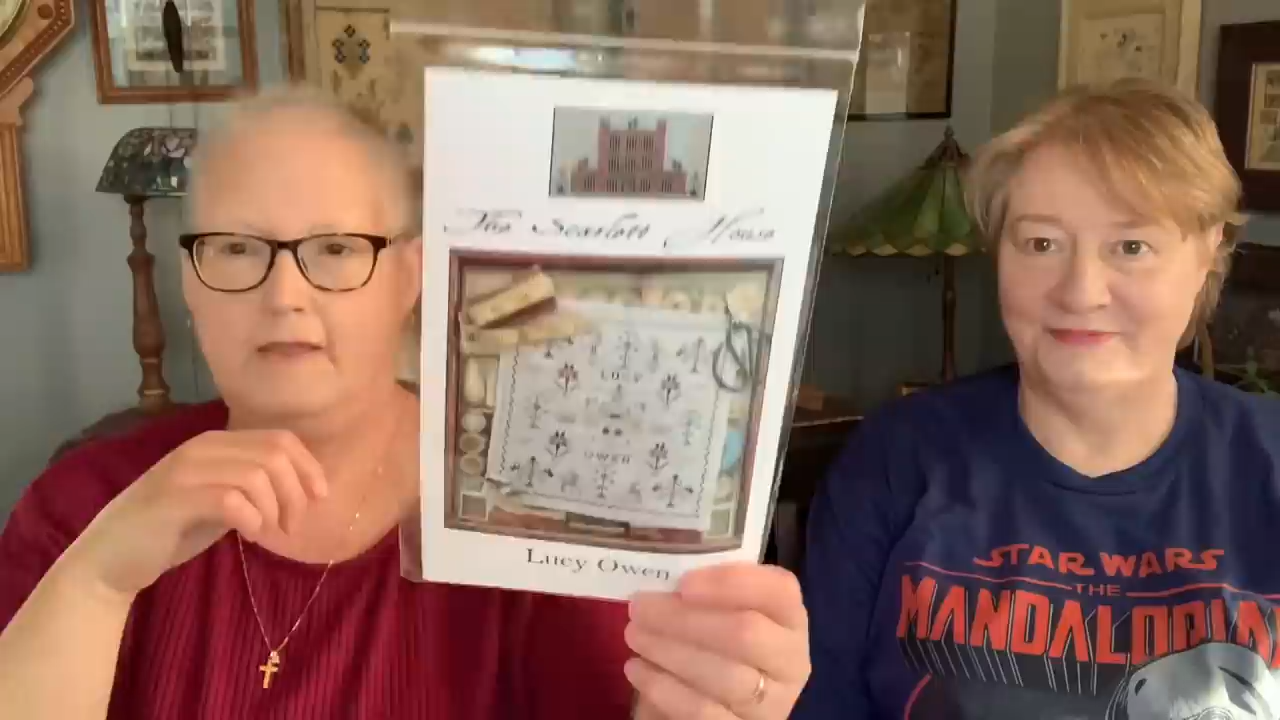 The Scarlett House
LUCY
OWEN
Lucy Owen
STAR WARS
THE
MANDALORIAN